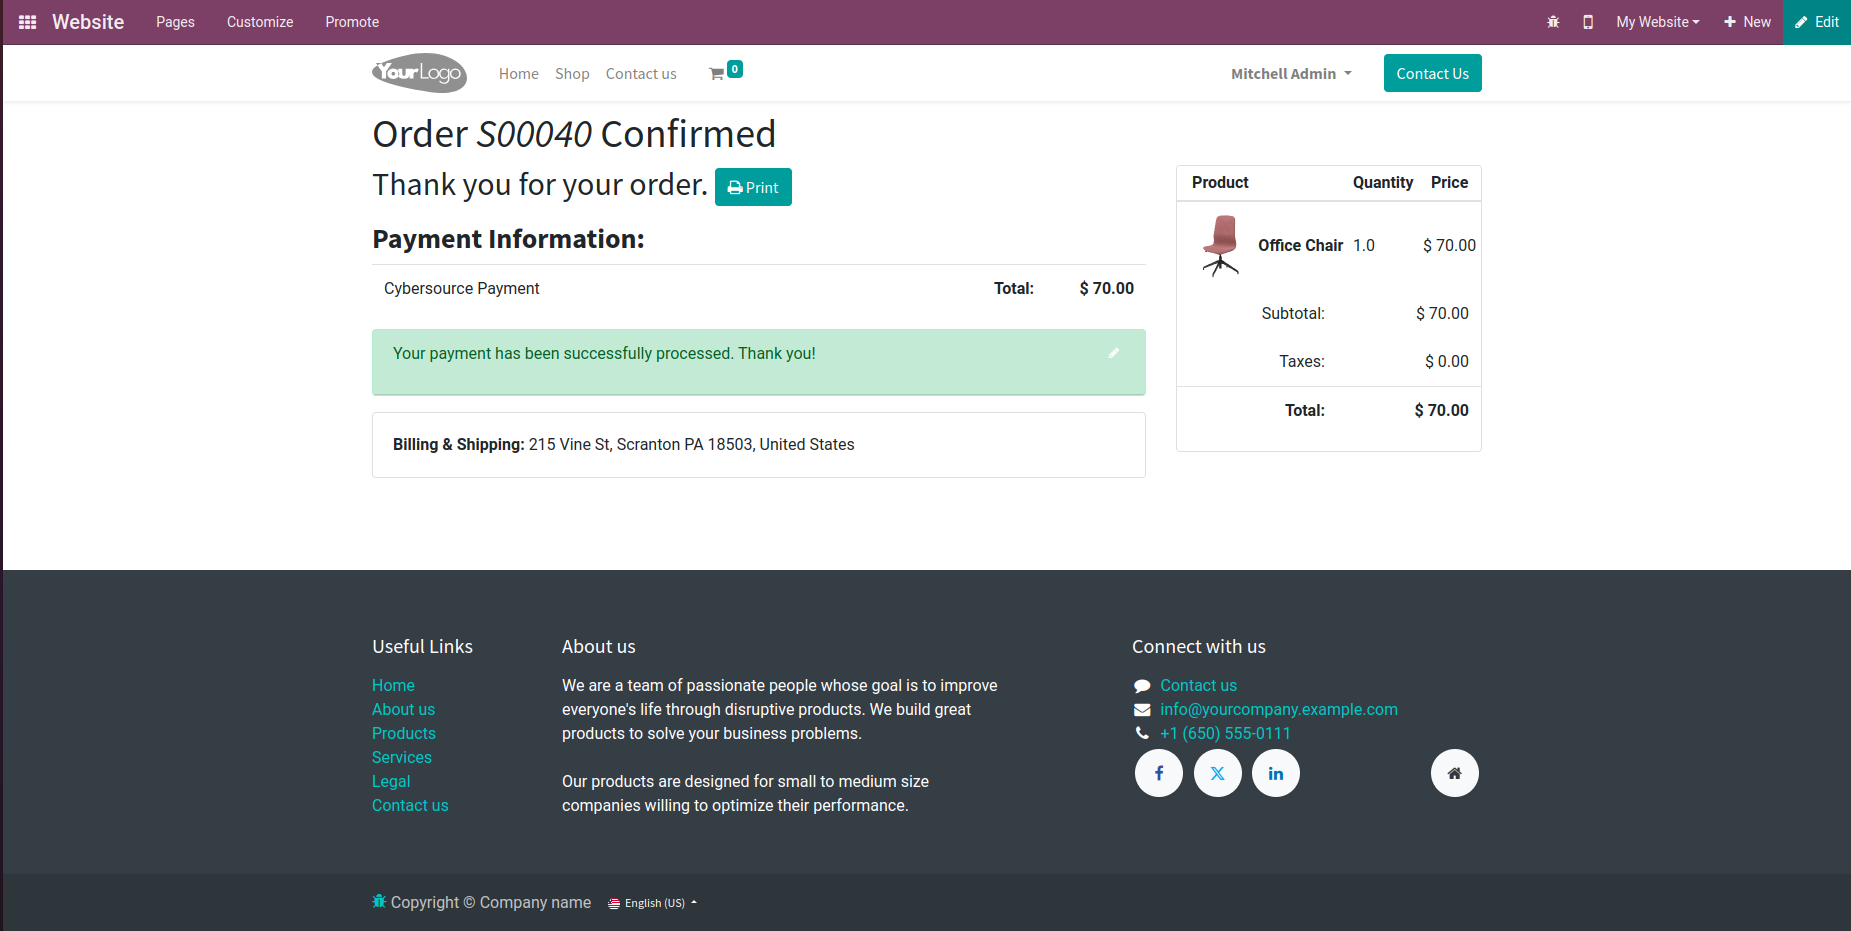 Website Pages Customize Promote My Website New Edit
YourLogo Home Shop Contact us 0 Mitchell Admin Contact Us
Order S00040 Confirmed
Thank you for your order. Print
Payment Information:
Cybersource Payment Total: $ 70.00
Your payment has been successfully processed. Thank you!
Billing & Shipping: 215 Vine St, Scranton PA 18503, United States
Product Quantity Price
Office Chair 1.0 $ 70.00
Subtotal: $ 70.00
Taxes: $ 0.00
Total: $ 70.00
Useful Links
Home
About us
Products
Services
Legal
Contact us
About us
We are a team of passionate people whose goal is to improve
everyone's life through disruptive products. We build great
products to solve your business problems.
Our products are designed for small to medium size
companies willing to optimize their performance.
Connect with us
Contact us
info@yourcompany.example.com
+1 (650) 555-0111
Copyright © Company name English (US)